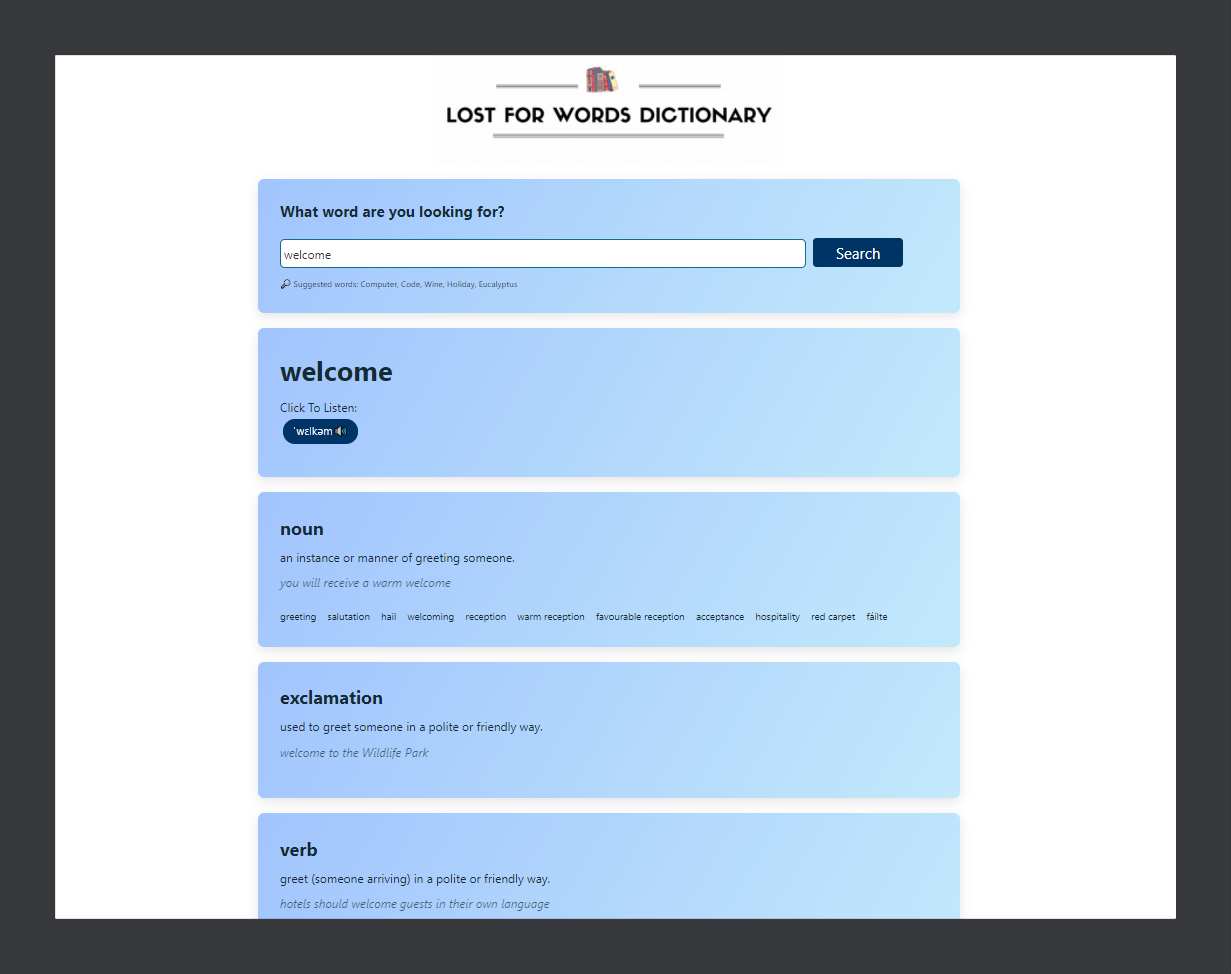 LOST FOR WORDS DICTIONARY
What word are you looking for?
welcome
Search
Suggested words: Computer, Code, Wine, Holiday, Eucalyptus
welcome
Click To Listen:
ˈwɛlkəm
noun
an instance or manner of greeting someone.
you will receive a warm welcome
greeting salutation hail welcoming reception warm reception favourable reception acceptance hospitality red carpet fáilte
exclamation
used to greet someone in a polite or friendly way.
welcome to the Wildlife Park
verb
greet (someone arriving) in a polite or friendly way.
hotels should welcome guests in their own language